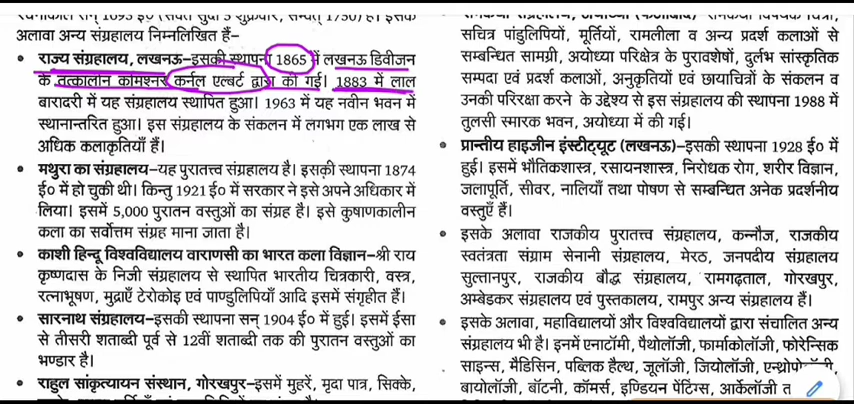 अलावा अन्य संग्रहालय निम्नलिखित हैं–
• राज्य संग्रहालय, लखनऊ–इसकी स्थापना 1865 में लखनऊ डिवीजन
के तत्कालीन कमिश्नर कर्नल एल्बर्ट द्वारा की गई। 1883 में लाल
बारादरी में यह संग्रहालय स्थापित हुआ। 1963 में यह नवीन भवन में
स्थानान्तरित हुआ। इस संग्रहालय के संकलन में लगभग एक लाख से
अधिक कलाकृतियाँ हैं।
• मथुरा का संग्रहालय–यह पुरातत्त्व संग्रहालय है। इसकी स्थापना 1874
ई० में हो चुकी थी। किन्तु 1921 ई० में सरकार ने इसे अपने अधिकार में
लिया। इसमें 5,000 पुरातन वस्तुओं का संग्रह है। इसे कुषाणकालीन
कला का सर्वोत्तम संग्रह माना जाता है।
• काशी हिन्दू विश्वविद्यालय वाराणसी का भारत कला विज्ञान–श्री राय
कृष्णदास के निजी संग्रहालय से स्थापित भारतीय चित्रकारी, वस्त्र,
रत्नाभूषण, मुद्राएँ टेरोकोइ एवं पाण्डुलिपियाँ आदि इसमें संगृहीत हैं।
• सारनाथ संग्रहालय–इसकी स्थापना सन् 1904 ई० में हुई। इसमें ईसा
से तीसरी शताब्दी पूर्व से 12वीं शताब्दी तक की पुरातन वस्तुओं का
भण्डार है।
• राहुल सांकृत्यायन संस्थान, गोरखपुर–इसमें मुहरें, मृदा पात्र, सिक्के,
सचित्र पांडुलिपियों, मूर्तियों, रामलीला व अन्य प्रदर्श कलाओं से
सम्बन्धित सामग्री, अयोध्या परिक्षेत्र के पुरावशेषों, दुर्लभ सांस्कृतिक
सम्पदा एवं प्रदर्श कलाओं, अनुकृतियों एवं छायाचित्रों के संकलन व
उनकी परिरक्षा करने के उद्देश्य से इस संग्रहालय की स्थापना 1988 में
तुलसी स्मारक भवन, अयोध्या में की गई।
• प्रान्तीय हाइजीन इंस्टीट्यूट (लखनऊ)–इसकी स्थापना 1928 ई० में
हुई। इसमें भौतिकशास्त्र, रसायनशास्त्र, निरोधक रोग, शरीर विज्ञान,
जलापूर्ति, सीवर, नालियाँ तथा पोषण से सम्बन्धित अनेक प्रदर्शनीय
वस्तुएँ हैं।
• इसके अलावा राजकीय पुरातत्व संग्रहालय, कन्नौज, राजकीय
स्वतंत्रता संग्राम सेनानी संग्रहालय, मेरठ, जनपदीय संग्रहालय
सुल्तानपुर, राजकीय बौद्ध संग्रहालय, रामगढ़ताल, गोरखपुर,
अम्बेडकर संग्रहालय एवं पुस्तकालय, रामपुर अन्य संग्रहालय हैं।
• इसके अलावा, महाविद्यालयों और विश्वविद्यालयों द्वारा संचालित अन्य
संग्रहालय भी है। इनमें एनाटॉमी, पैथोलॉजी, फार्माकोलॉजी, फोरेन्सिक
साइन्स, मैडिसिन, पब्लिक हैल्थ, जूलॉजी, जियोलॉजी,
बायोलॉजी, बॉटनी, कॉमर्स, इण्डियन पेंटिंग्स, आर्केलॉजी